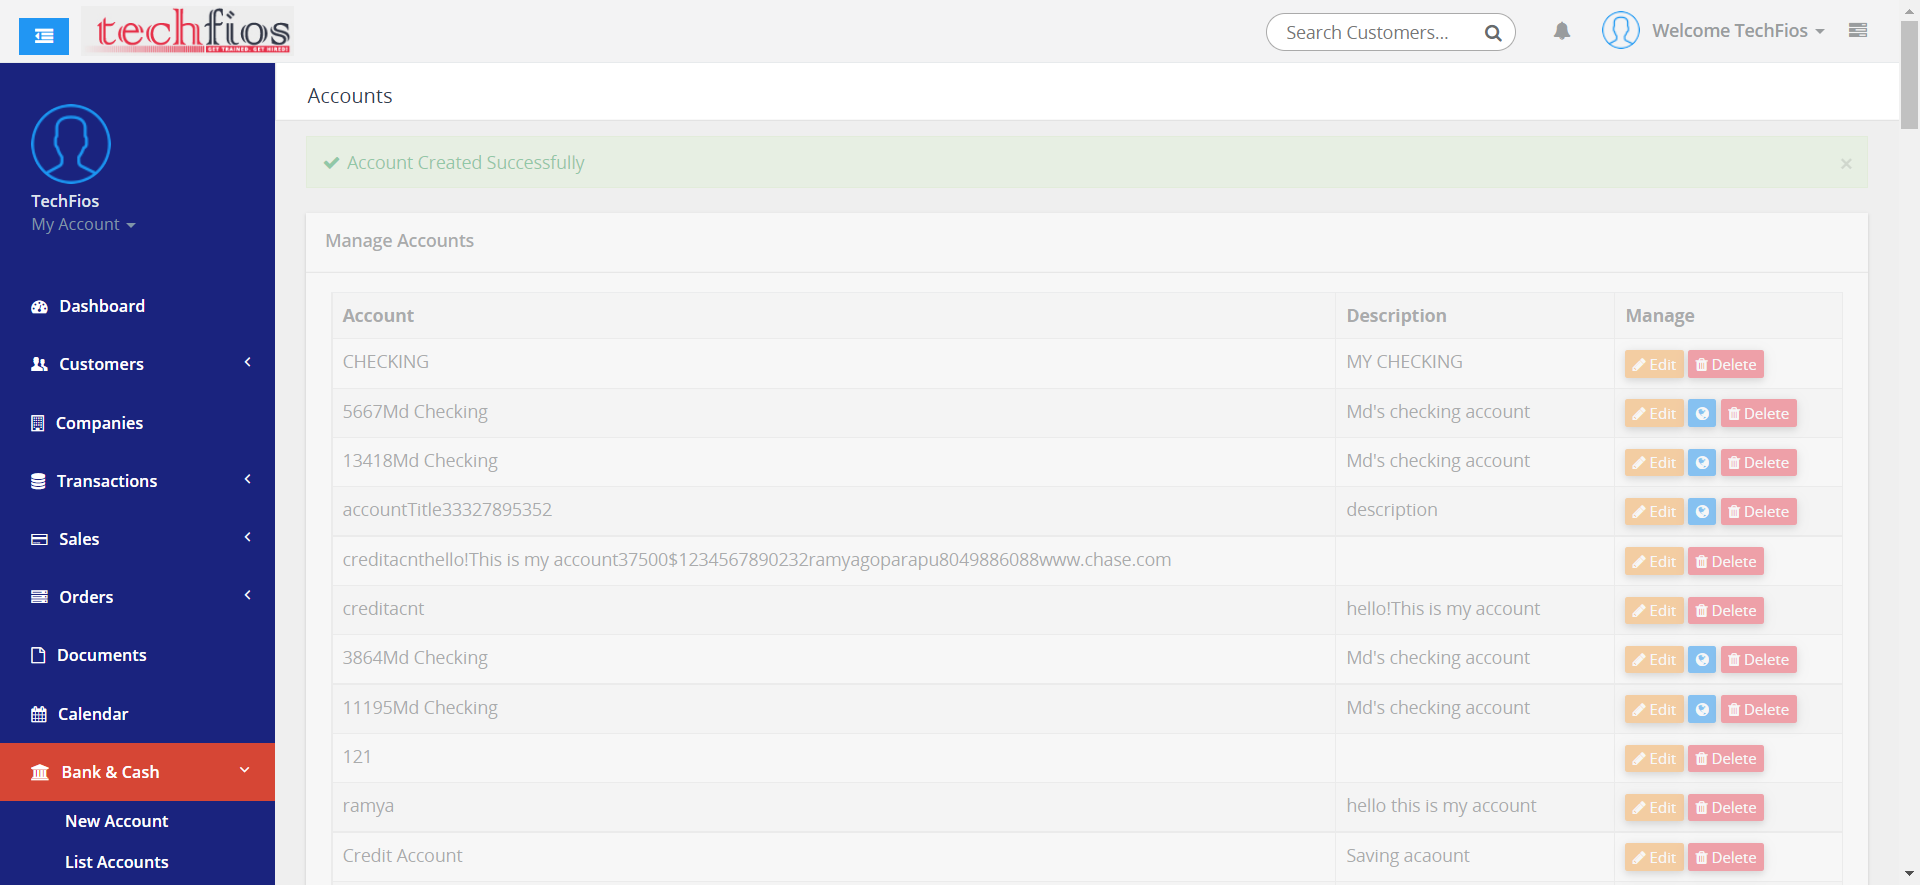 techfios
GET TRAINED. GET HIRED!
Search Customers...
Welcome TechFios
TechFios
My Account
Dashboard
Customers
Companies
Transactions
Sales
Orders
Documents
Calendar
Bank & Cash
New Account
List Accounts
Accounts
Account Created Successfully ×
Manage Accounts
Account Description Manage
CHECKING MY CHECKING Edit Delete
5667Md Checking Md's checking account Edit Delete
13418Md Checking Md's checking account Edit Delete
accountTitle33327895352 description Edit Delete
creditacnthello!This is my account37500$1234567890232ramyagoparapu8049886088www.chase.com Edit Delete
creditacnt hello!This is my account Edit Delete
3864Md Checking Md's checking account Edit Delete
11195Md Checking Md's checking account Edit Delete
121 Edit Delete
ramya hello this is my account Edit Delete
Credit Account Saving acaount Edit Delete